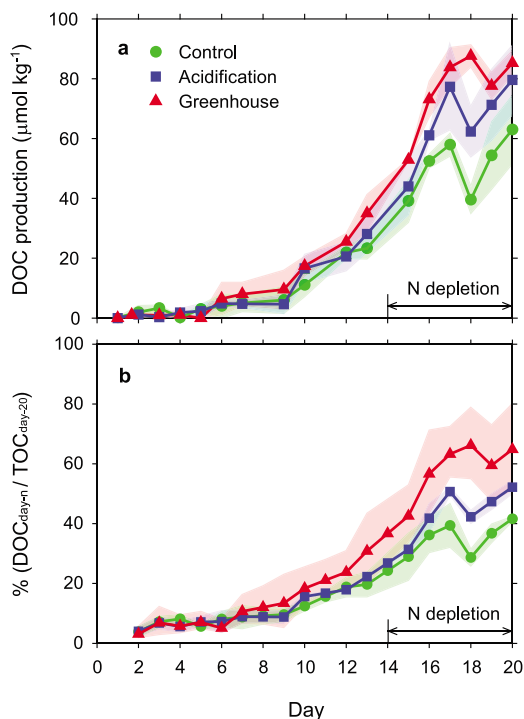 100
80
60
40
20
0
DOC production (μmol kg⁻¹)
a
Control
Acidification
Greenhouse
N depletion
100
80
60
40
20
0
% (DOCday-n / TOCday-20)
b
N depletion
0 2 4 6 8 10 12 14 16 18 20
Day